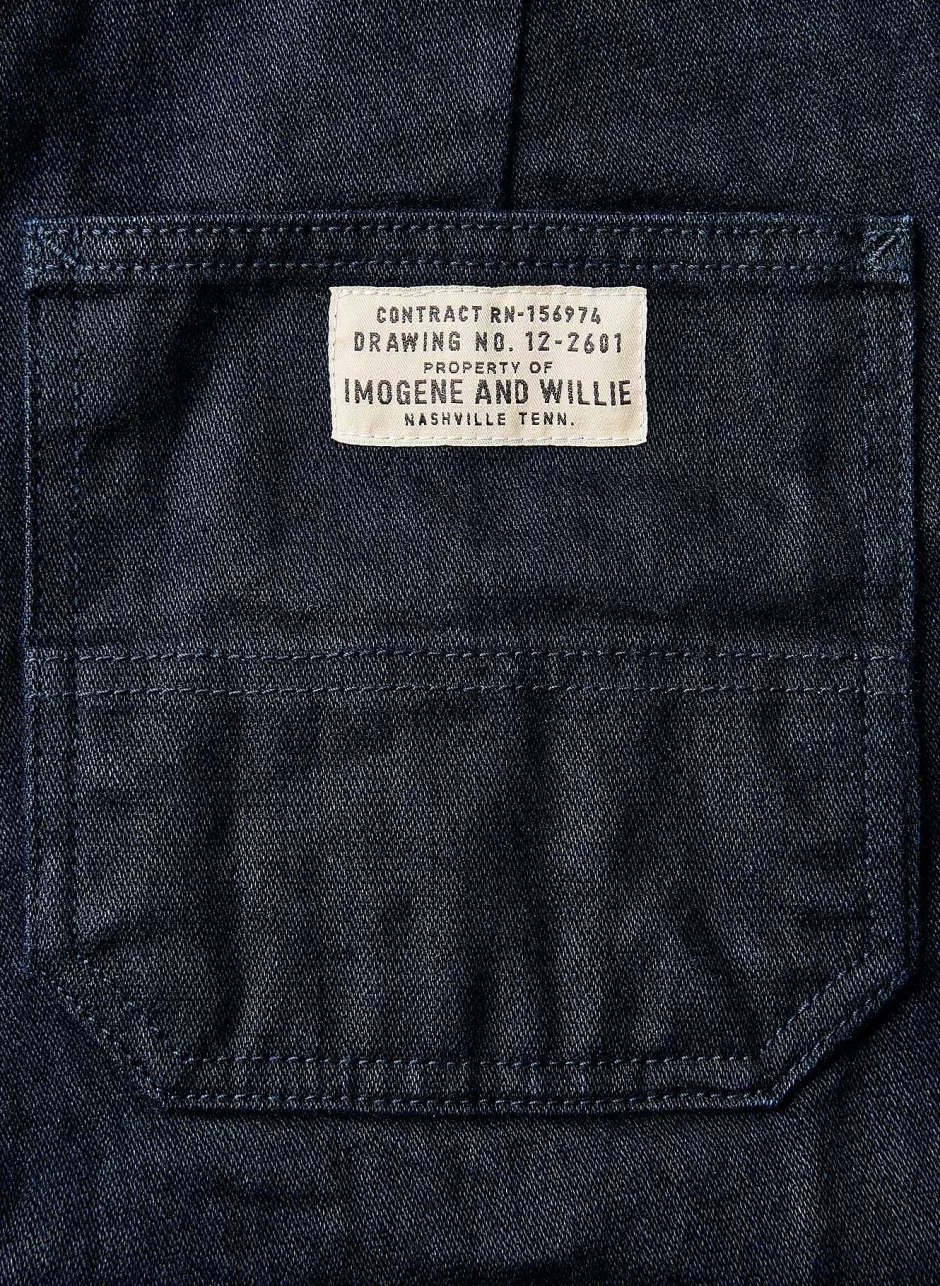 CONTRACT RN-156974
DRAWING NO. 12-2601
PROPERTY OF
IMOGENE AND WILLIE
NASHVILLE TENN.